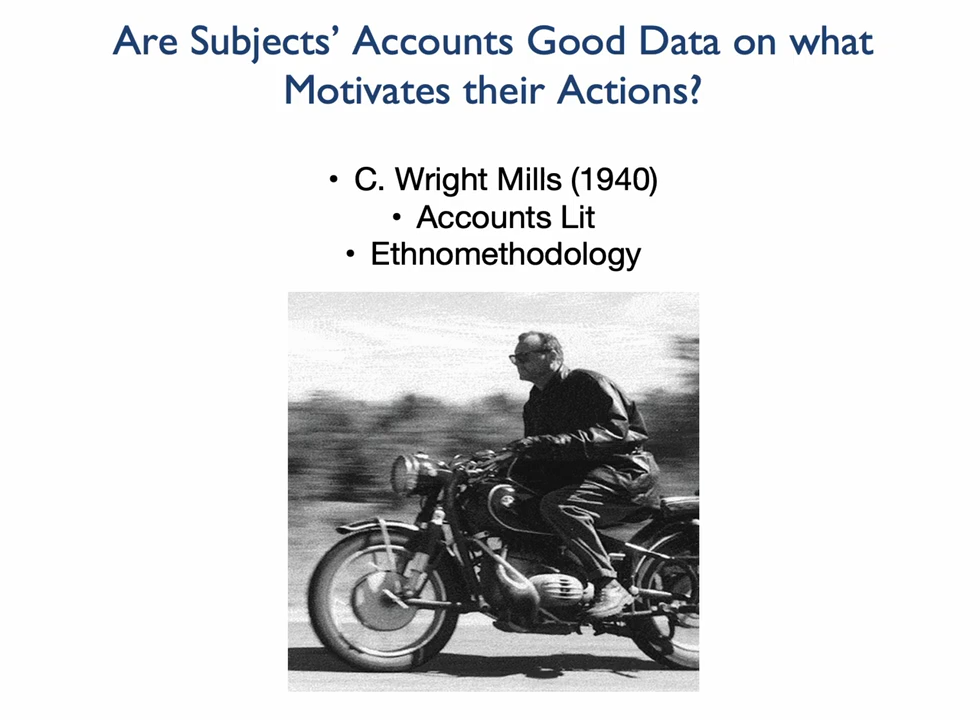 Are Subjects’ Accounts Good Data on what
Motivates their Actions?
• C. Wright Mills (1940)
• Accounts Lit
• Ethnomethodology